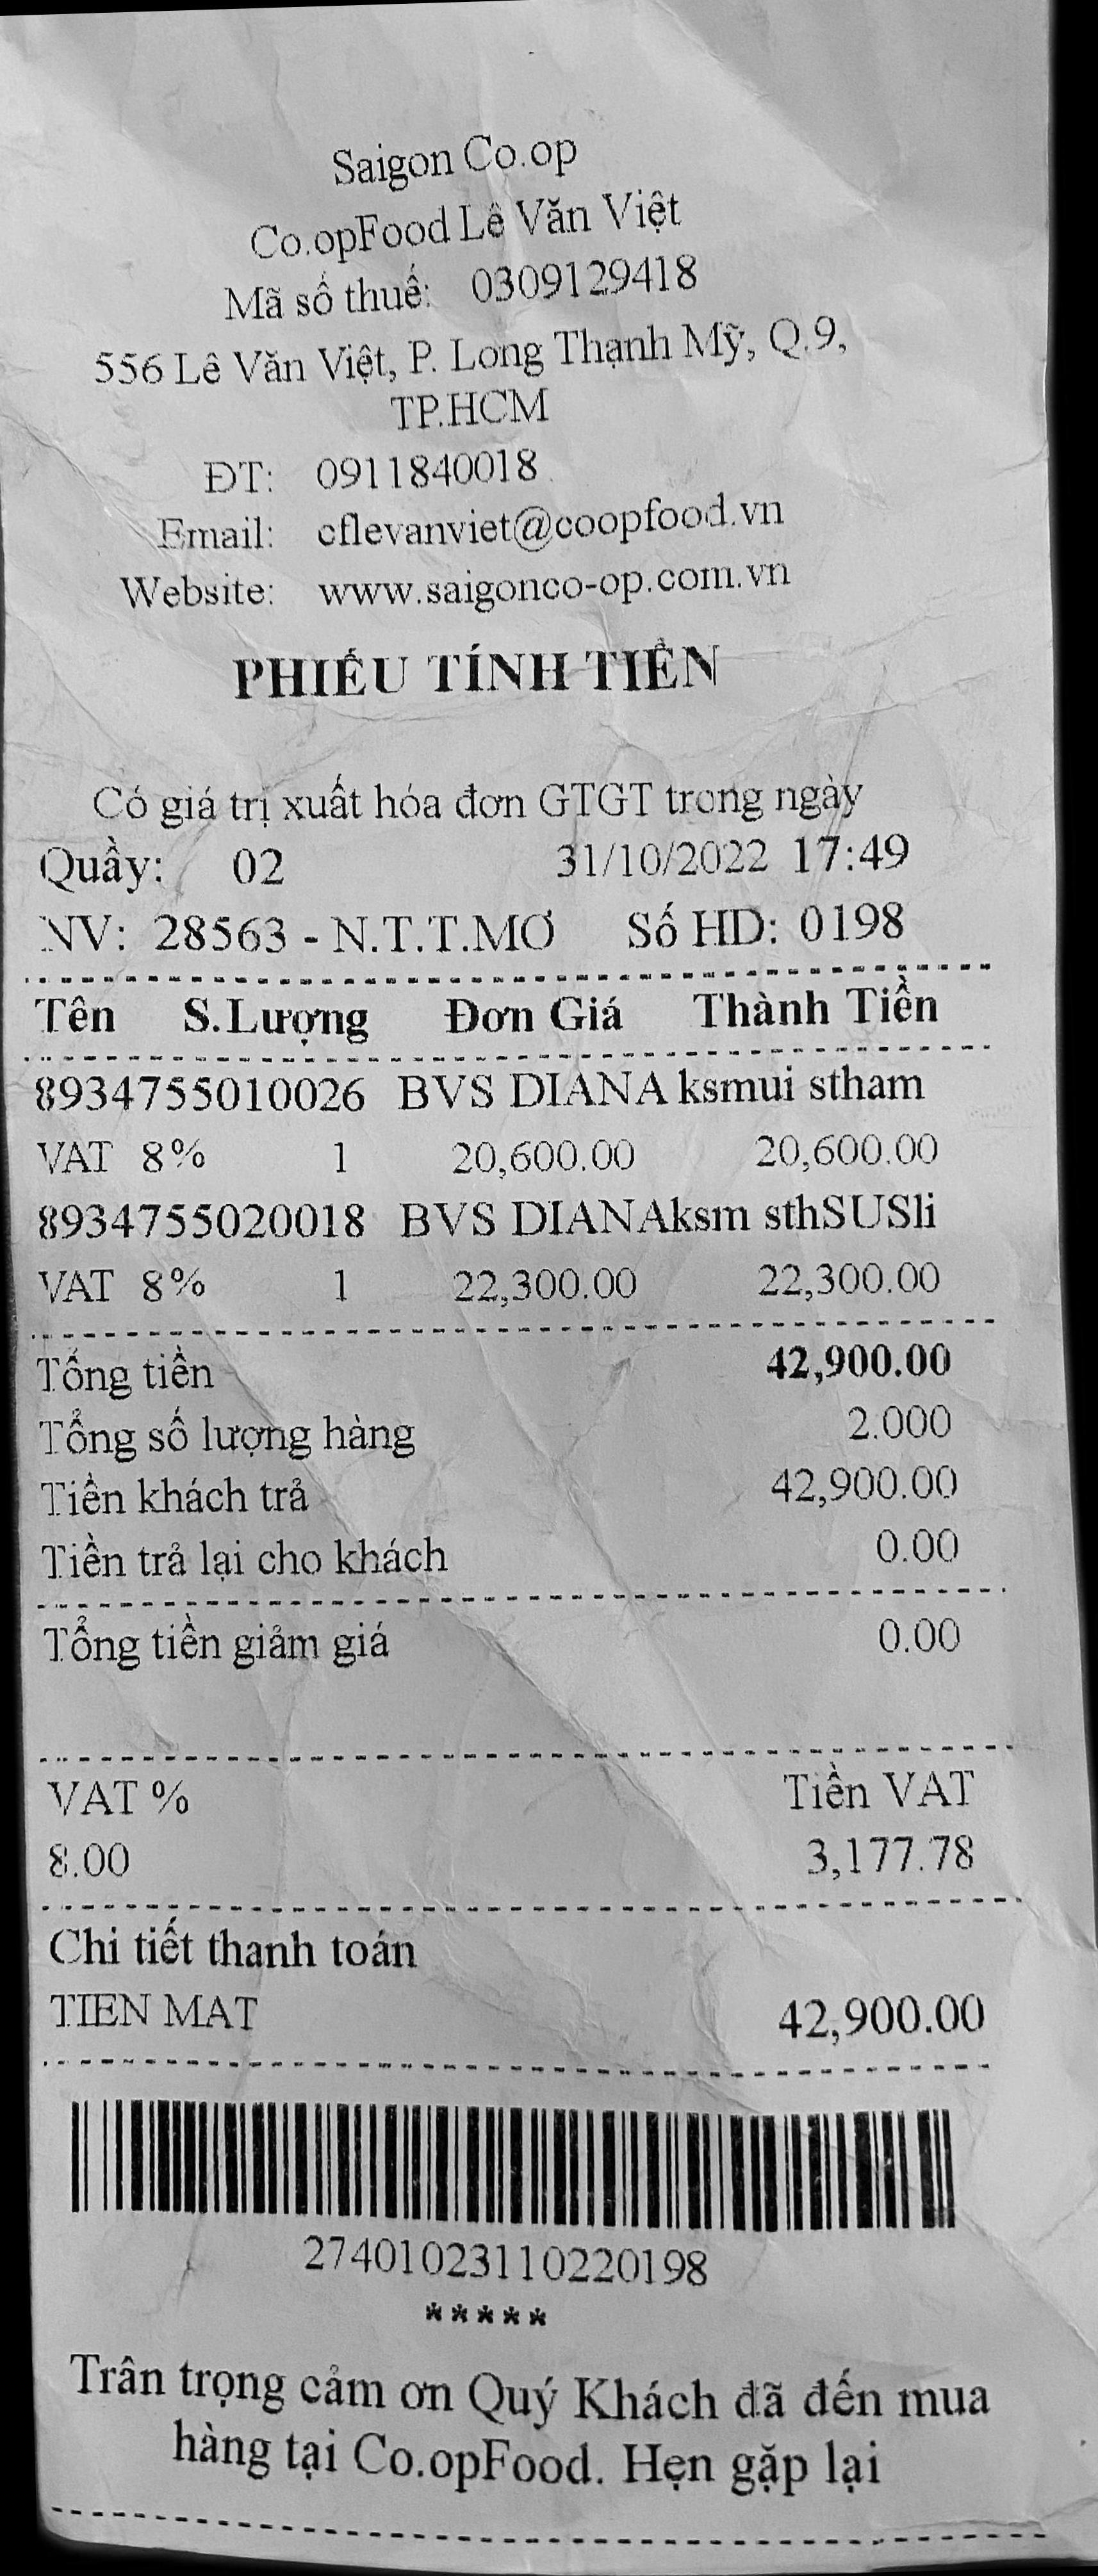 Saigon Co.op
Co.opFood Lê Văn Việt
Mã số thuế: 0309129418
556 Lê Văn Việt, P. Long Thạnh Mỹ, Q.9,
TP.HCM
ĐT: 0911840018
Email: cflevanviet@coopfood.vn
Website: www.saigonco-op.com.vn
PHIẾU TÍNH TIỀN
Có giá trị xuất hóa đơn GTGT trong ngày
Quầy: 02 31/10/2022 17:49
NV: 28563 - N.T.T.MƠ Số HD: 0198
Tên S.Lượng Đơn Giá Thành Tiền
8934755010026 BVS DIANA ksmui stham
VAT 8% 1 20,600.00 20,600.00
8934755020018 BVS DIANAksm sthSUSli
VAT 8% 1 22,300.00 22,300.00
Tổng tiền 42,900.00
Tổng số lượng hàng 2.000
Tiền khách trả 42,900.00
Tiền trả lại cho khách 0.00
Tổng tiền giảm giá 0.00
VAT % Tiền VAT
8.00 3,177.78
Chi tiết thanh toán
TIEN MAT 42,900.00
27401023110220198
*****
Trân trọng cảm ơn Quý Khách đã đến mua
hàng tại Co.opFood. Hẹn gặp lại